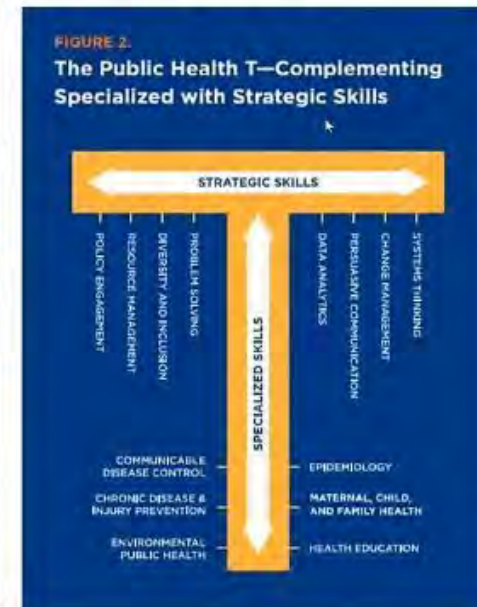 FIGURE 2.
The Public Health T—Complementing
Specialized with Strategic Skills
STRATEGIC SKILLS
POLICY ENGAGEMENT
RESOURCE MANAGEMENT
DIVERSITY AND INCLUSION
PROBLEM SOLVING
DATA ANALYTICS
PERSUASIVE COMMUNICATION
CHANGE MANAGEMENT
SYSTEMS THINKING
SPECIALIZED SKILLS
COMMUNICABLE
DISEASE CONTROL
CHRONIC DISEASE &
INJURY PREVENTION
ENVIRONMENTAL
PUBLIC HEALTH
EPIDEMIOLOGY
MATERNAL, CHILD,
AND FAMILY HEALTH
HEALTH EDUCATION